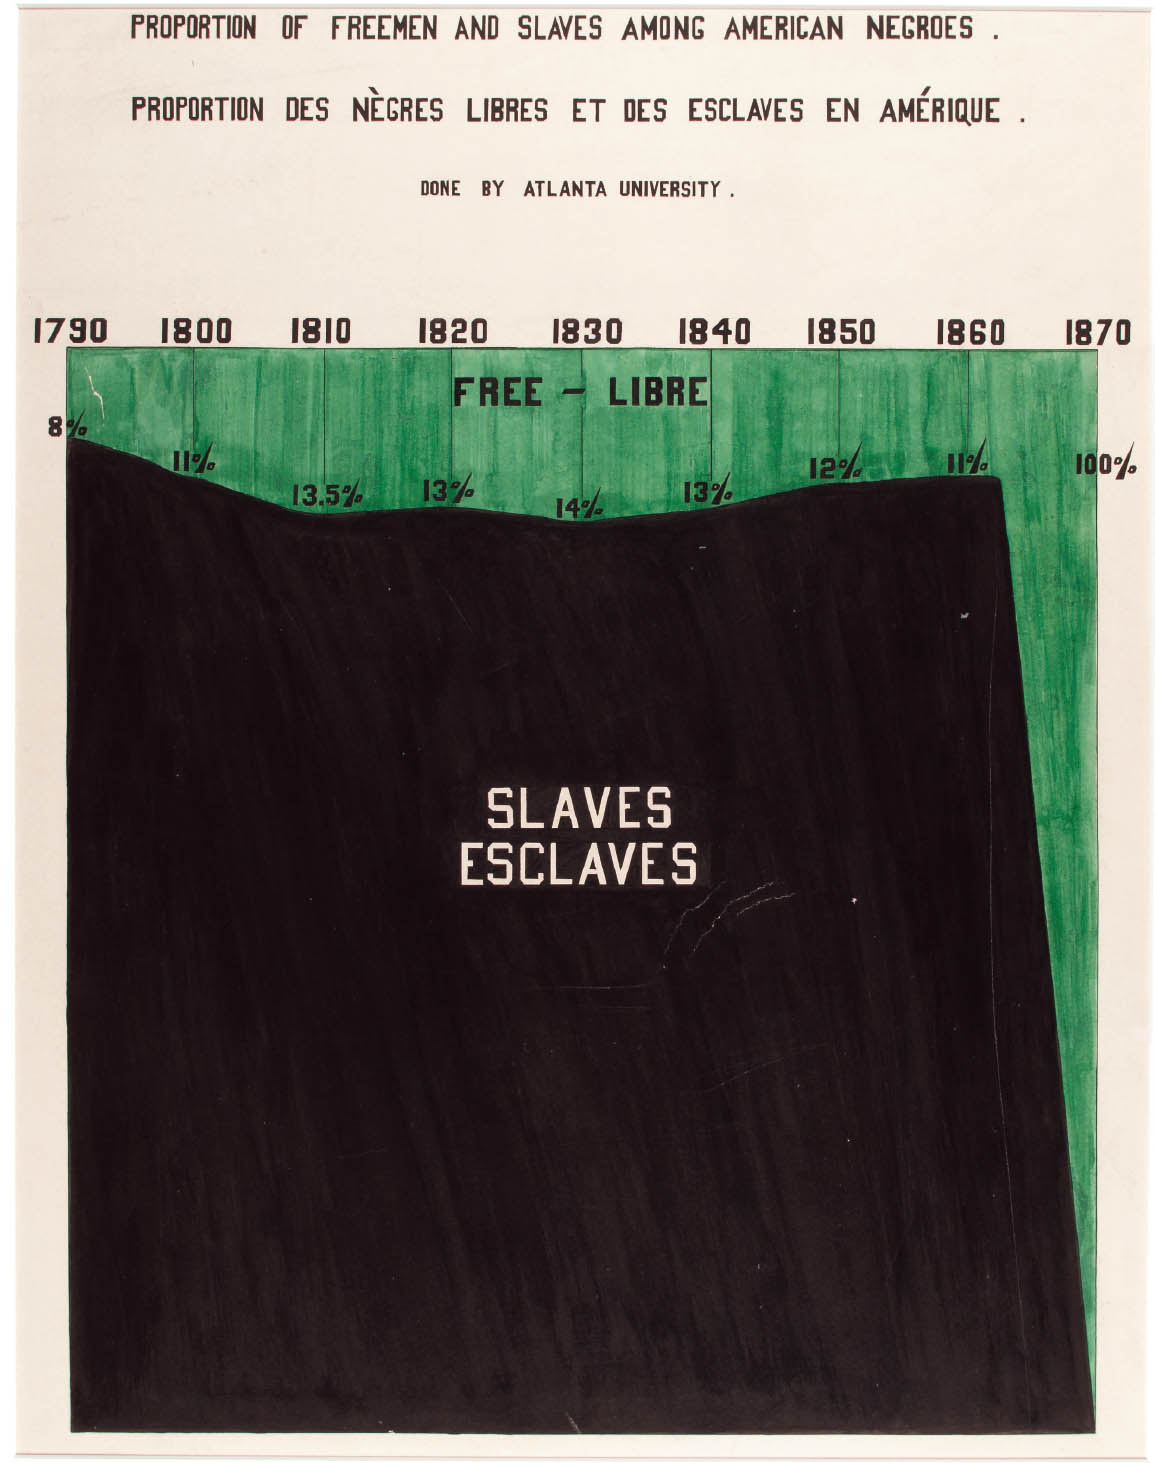 PROPORTION OF FREEMEN AND SLAVES AMONG AMERICAN NEGROES .
PROPORTION DES NÈGRES LIBRES ET DES ESCLAVES EN AMÉRIQUE .
DONE BY ATLANTA UNIVERSITY .
1790 1800 1810 1820 1830 1840 1850 1860 1870
FREE – LIBRE
8% 11% 13.5% 13% 14% 13% 12% 11% 100%
SLAVES
ESCLAVES